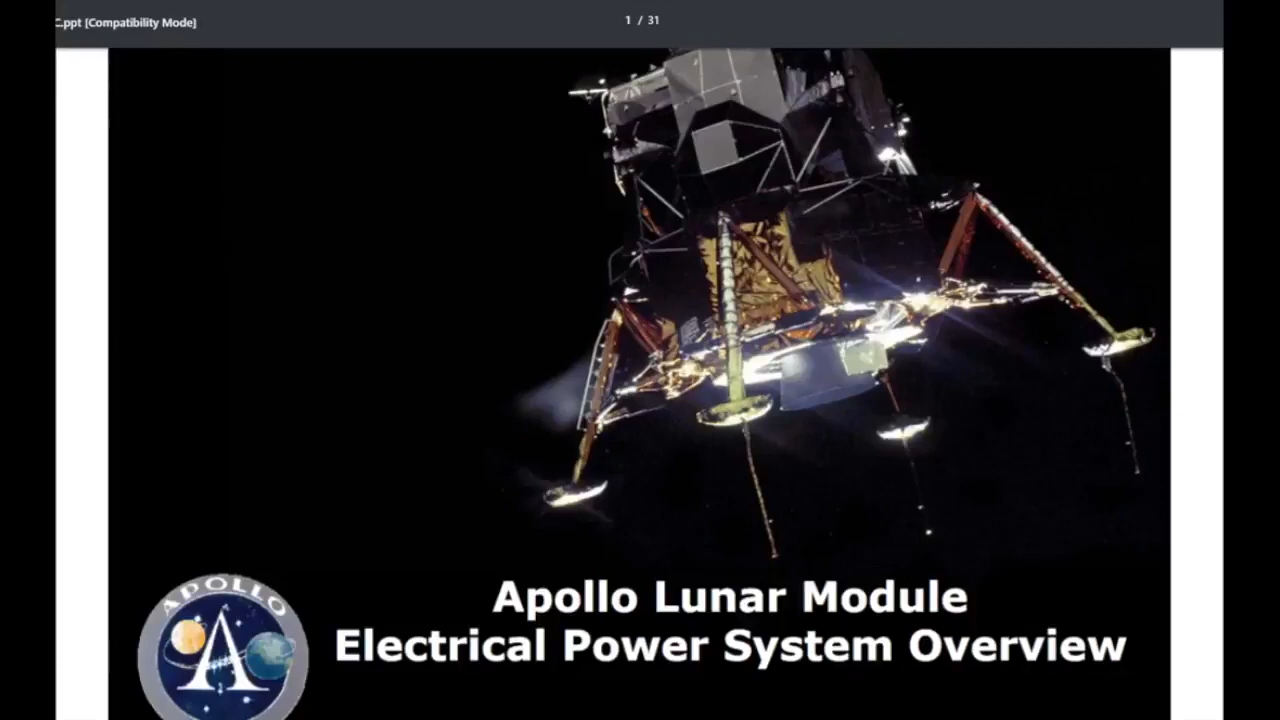 C.ppt [Compatibility Mode]
1 / 31
Apollo Lunar Module
Electrical Power System Overview
APOLLO